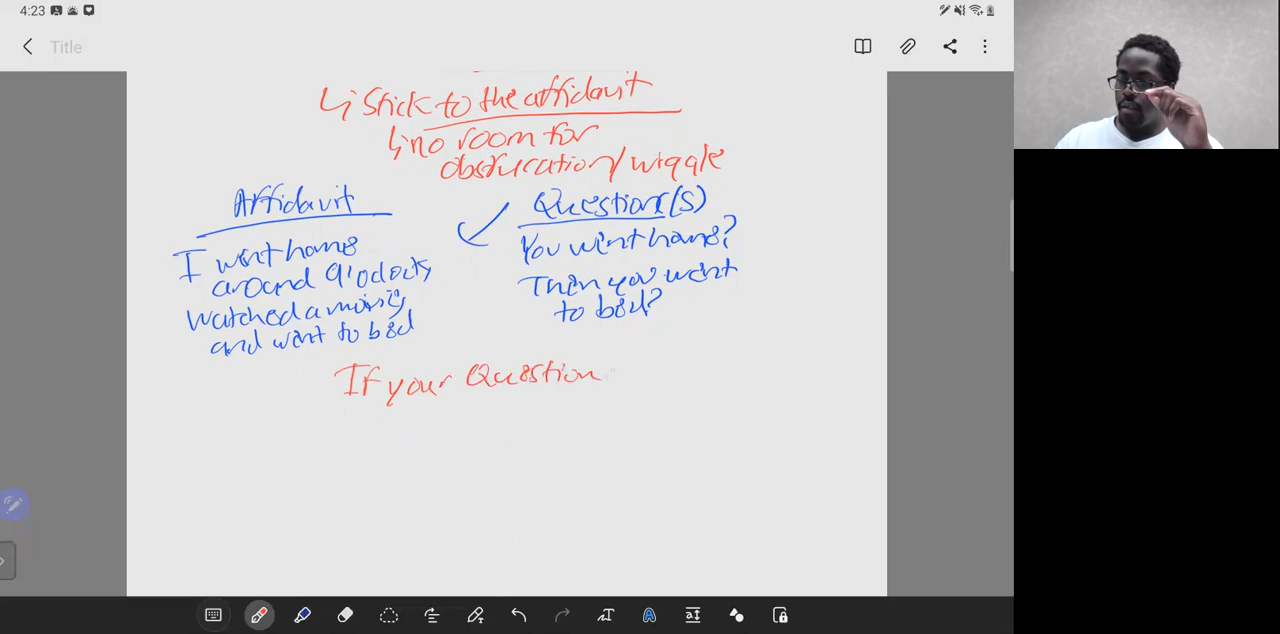 4:23
Title
↳ Stick to the affidavit
↳ no room for
obsfucation/wiggle
Affidavit
Question(s)
I went home
around 9 o'clock,
watched a movie,
and went to bed
You went home?
Then you went
to bed?
If your Question